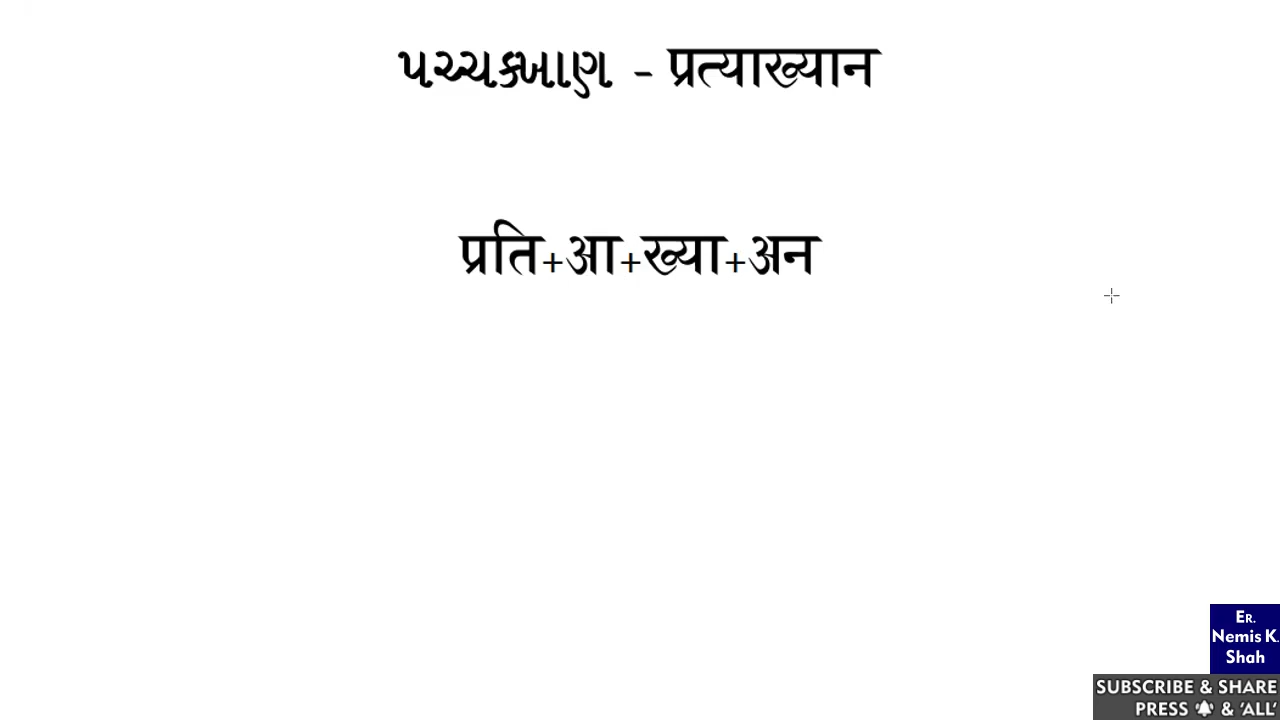 પચ્ચક્ખાણ - प्रत्याख्यान
प्रति+आ+ख्या+अन
ER.
Nemis K.
Shah
SUBSCRIBE & SHARE
PRESS 🔔 & ‘ALL’